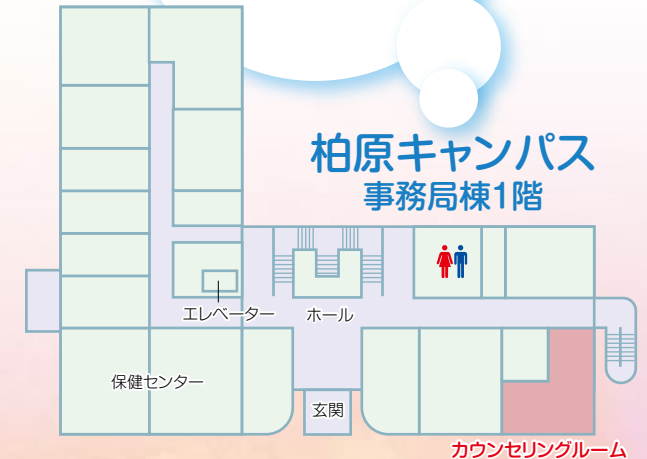 柏原キャンパス
事務局棟1階
エレベーター
ホール
保健センター
玄関
カウンセリングルーム